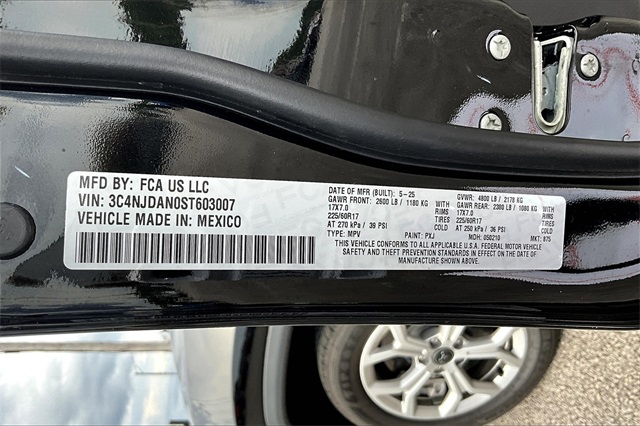 MFD BY: FCA US LLC
VIN: 3C4NJDAN0ST603007
VEHICLE MADE IN: MEXICO
DATE OF MFR (BUILT): 5-25
GAWR FRONT: 2600 LB / 1180 KG WITH
17X7.0 RIMS,
225/60R17 TIRES
AT 270 kPa / 39 PSI
TYPE: MPV PAINT: PXJ
GVWR: 4800 LB / 2178 KG
GAWR REAR: 2380 LB / 1080 KG WITH
17X7.0 RIMS,
225/60R17 TIRES
AT 250 kPa / 36 PSI
MDH: 050210 MKT: 875
THIS VEHICLE CONFORMS TO ALL APPLICABLE U.S.A. FEDERAL MOTOR VEHICLE
SAFETY AND THEFT PREVENTION STANDARDS IN EFFECT ON THE DATE OF
MANUFACTURE SHOWN ABOVE.